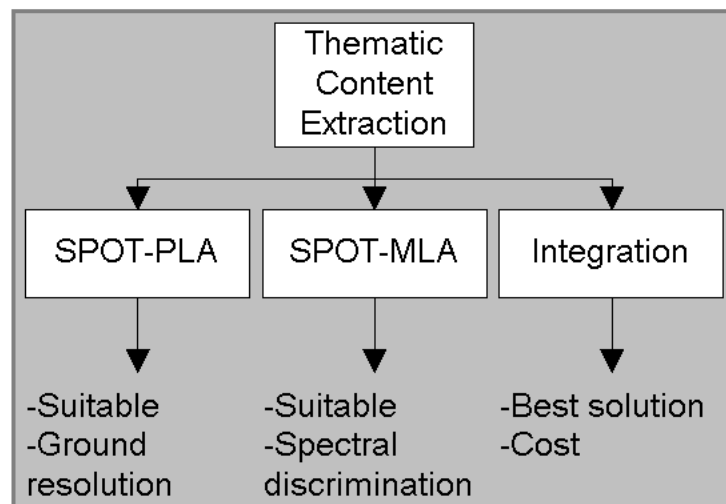 Thematic
Content
Extraction
SPOT-PLA
SPOT-MLA
Integration
-Suitable
-Ground
resolution
-Suitable
-Spectral
discrimination
-Best solution
-Cost